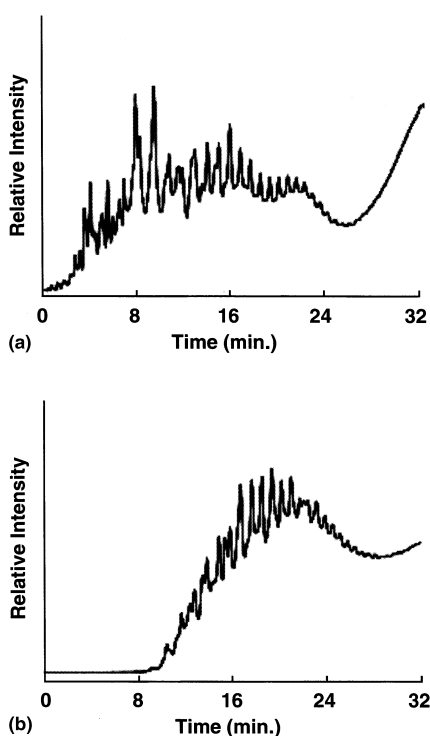 Relative Intensity
0 8 16 24 32
(a) Time (min.)
Relative Intensity
0 8 16 24 32
(b) Time (min.)